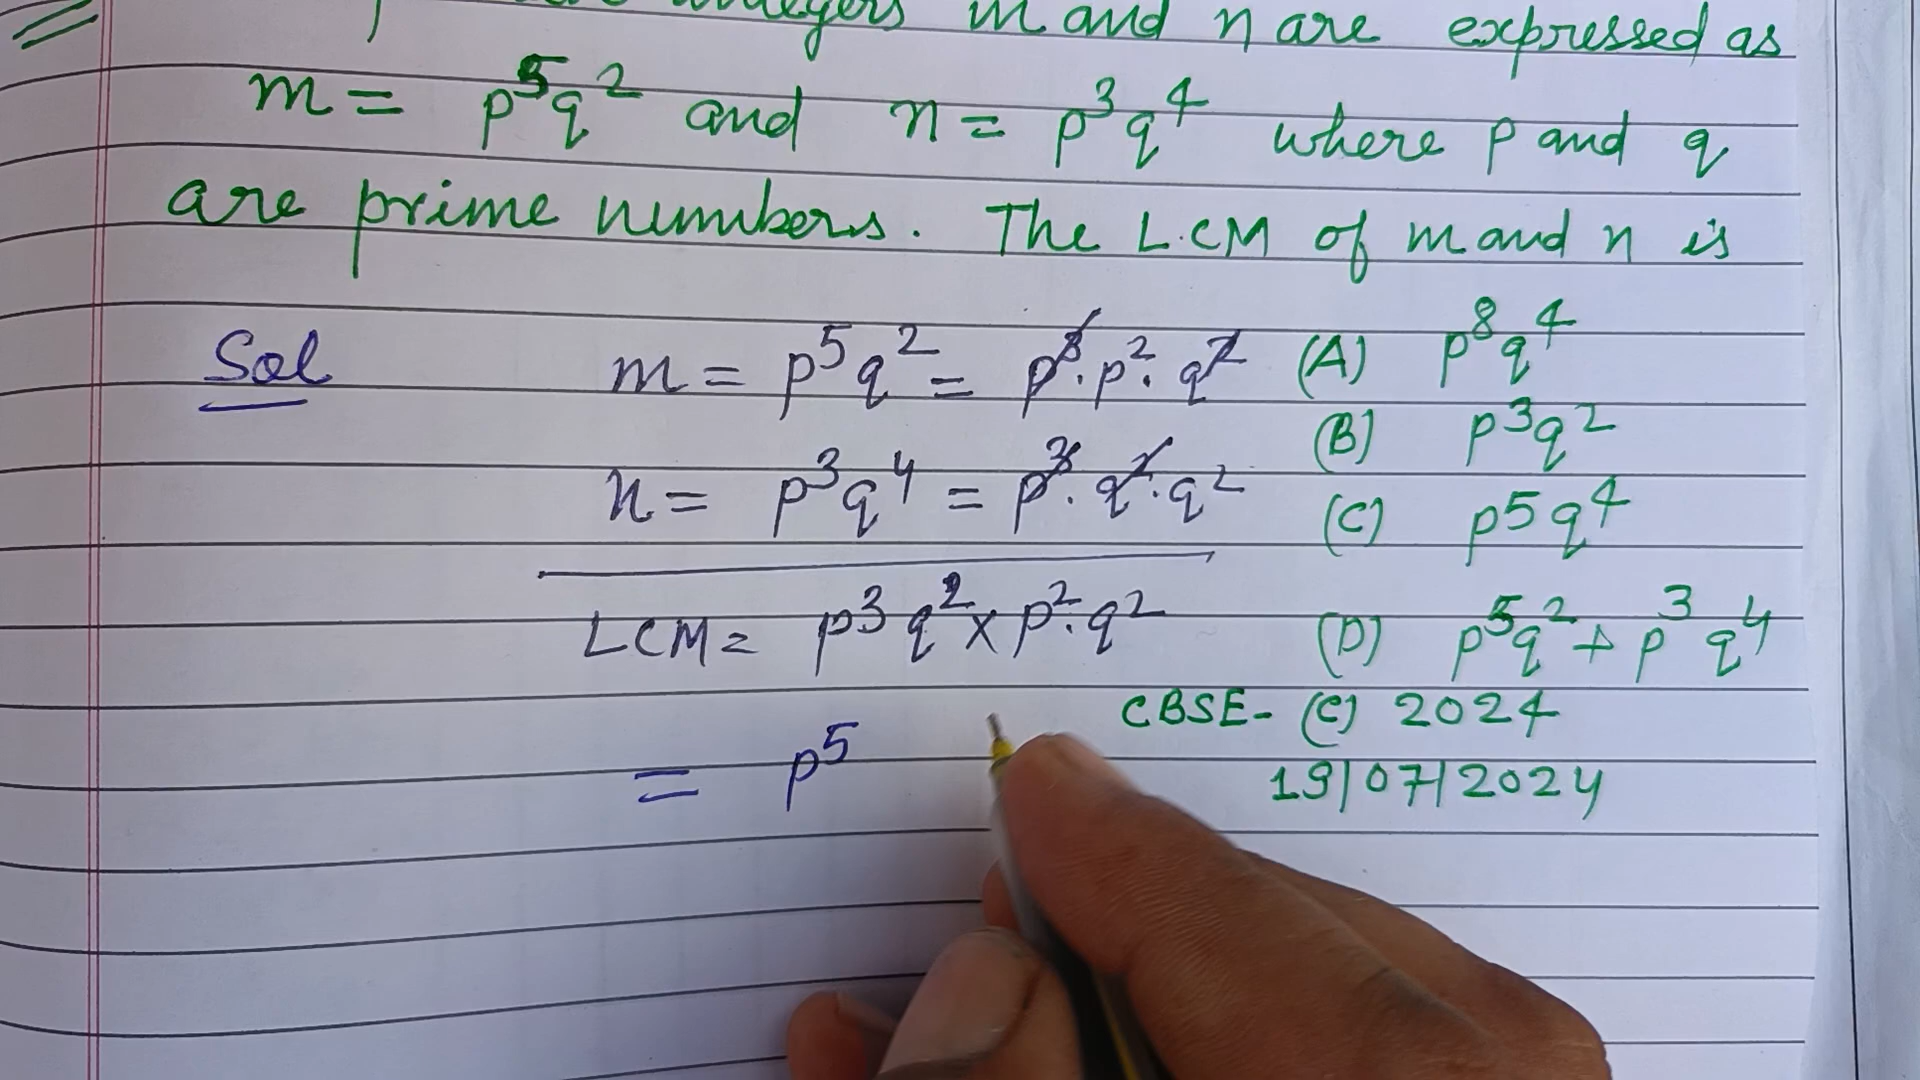 integers m and n are expressed as
m = p⁵q² and n = p³q⁴ where p and q
are prime numbers. The L.CM of m and n is
Sol
m = p⁵q² = p³.p².q²
(A) p⁸q⁴
(B) p³q²
n = p³q⁴ = p³.q².q²
(C) p⁵q⁴
LCM = p³q² x p².q²
(D) p⁵q² + p³q⁴
CBSE- (C) 2024
= p⁵
19/07/2024